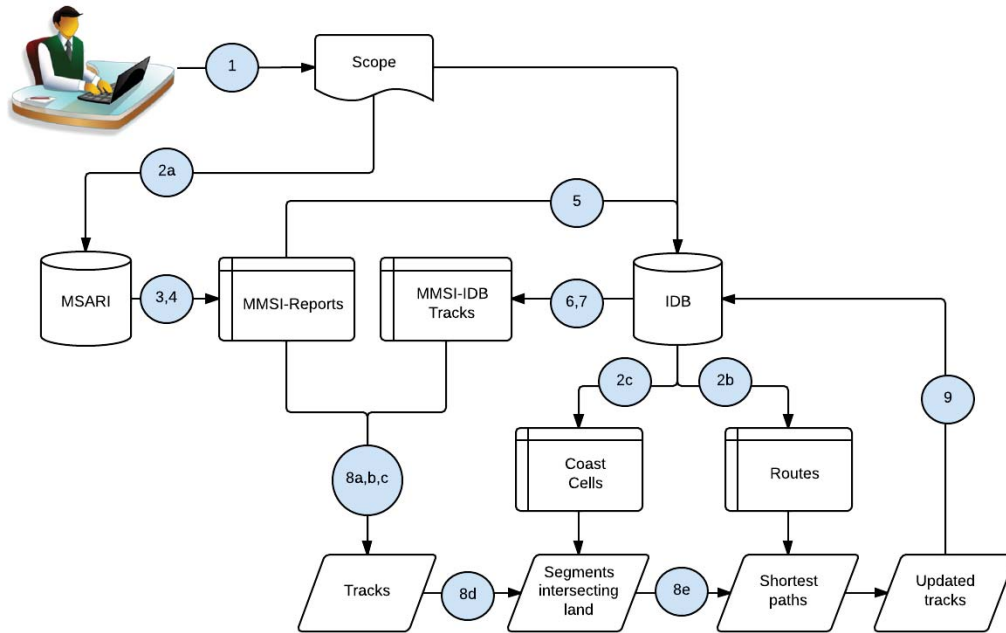 1
Scope
2a
5
MSARI
3,4
MMSI-Reports
MMSI-IDB
Tracks
6,7
IDB
2c
2b
9
Coast
Cells
Routes
8a,b,c
Tracks
8d
Segments
intersecting
land
8e
Shortest
paths
Updated
tracks